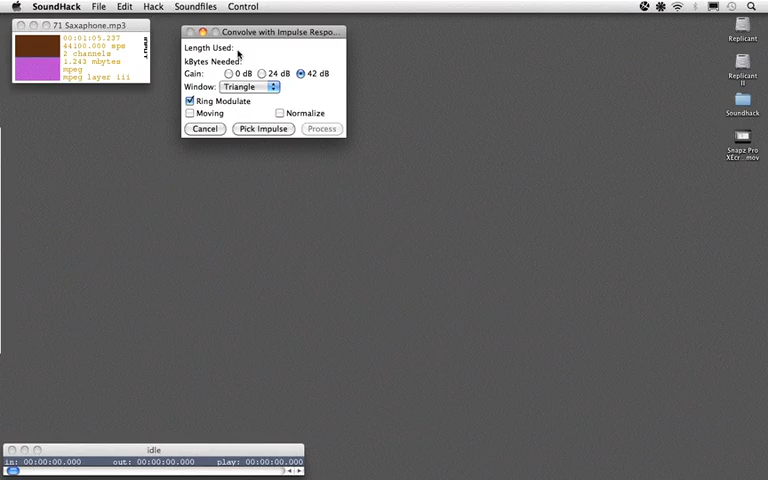 SoundHack File Edit Hack Soundfiles Control
71 Saxaphone.mp3
00:01:05.237
44100.000 sps
2 channels
1.243 mbytes
mpeg
mpeg layer iii
INPUT
Convolve with Impulse Respo...
Length Used:
kBytes Needed:
Gain: 0 dB 24 dB 42 dB
Window: Triangle
Ring Modulate
Moving Normalize
Cancel Pick Impulse Process
Replicant
Replicant
II
Soundhack
Snapz Pro
XEcr...mov
idle
in: 00:00:00.000 out: 00:00:00.000 play: 00:00:00.000